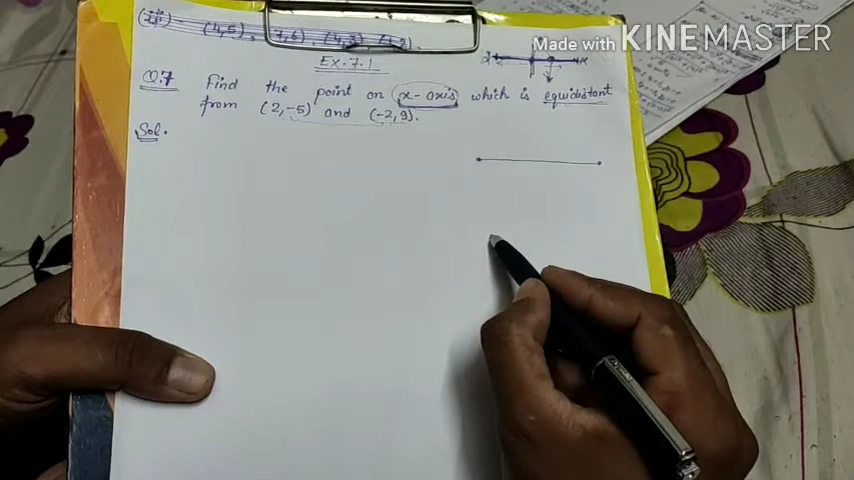 Made with KINEMASTER
Ex. 7.1
Q.7 Find the point on x-axis which is equidistant
from (2,-5) and (-2,9).
Sol.